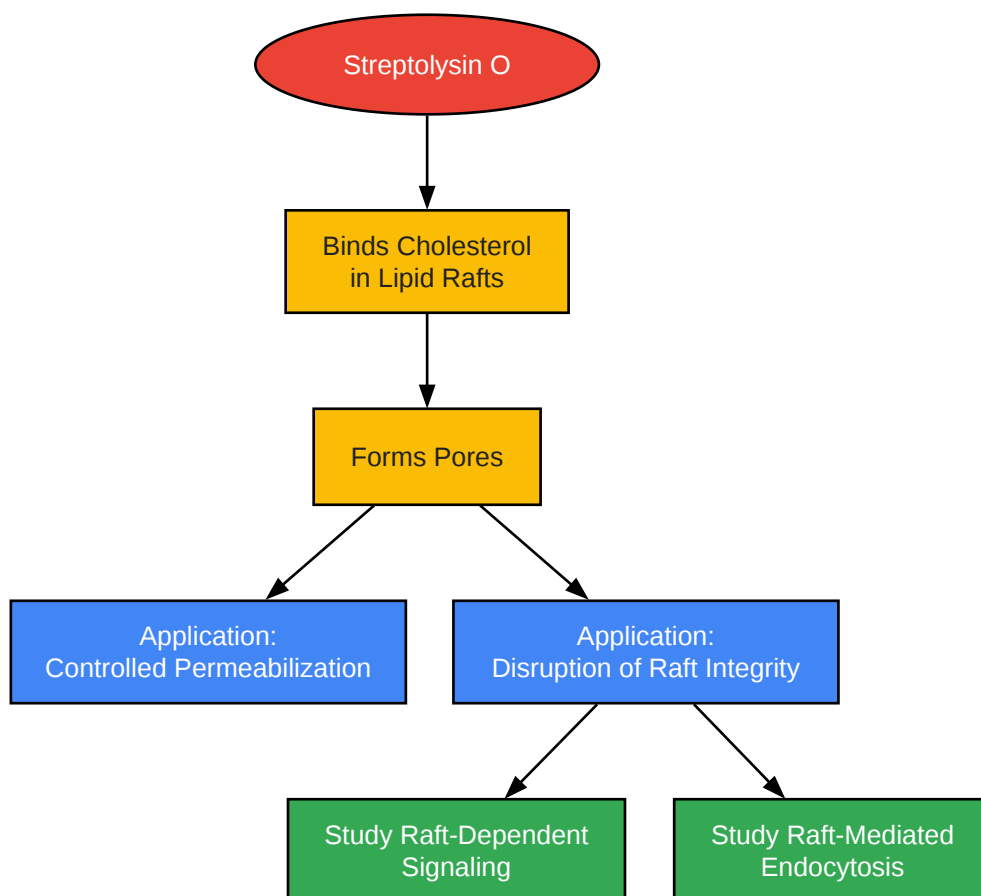 Streptolysin O
Binds Cholesterol
in Lipid Rafts
Forms Pores
Application:
Controlled Permeabilization
Application:
Disruption of Raft Integrity
Study Raft-Dependent
Signaling
Study Raft-Mediated
Endocytosis